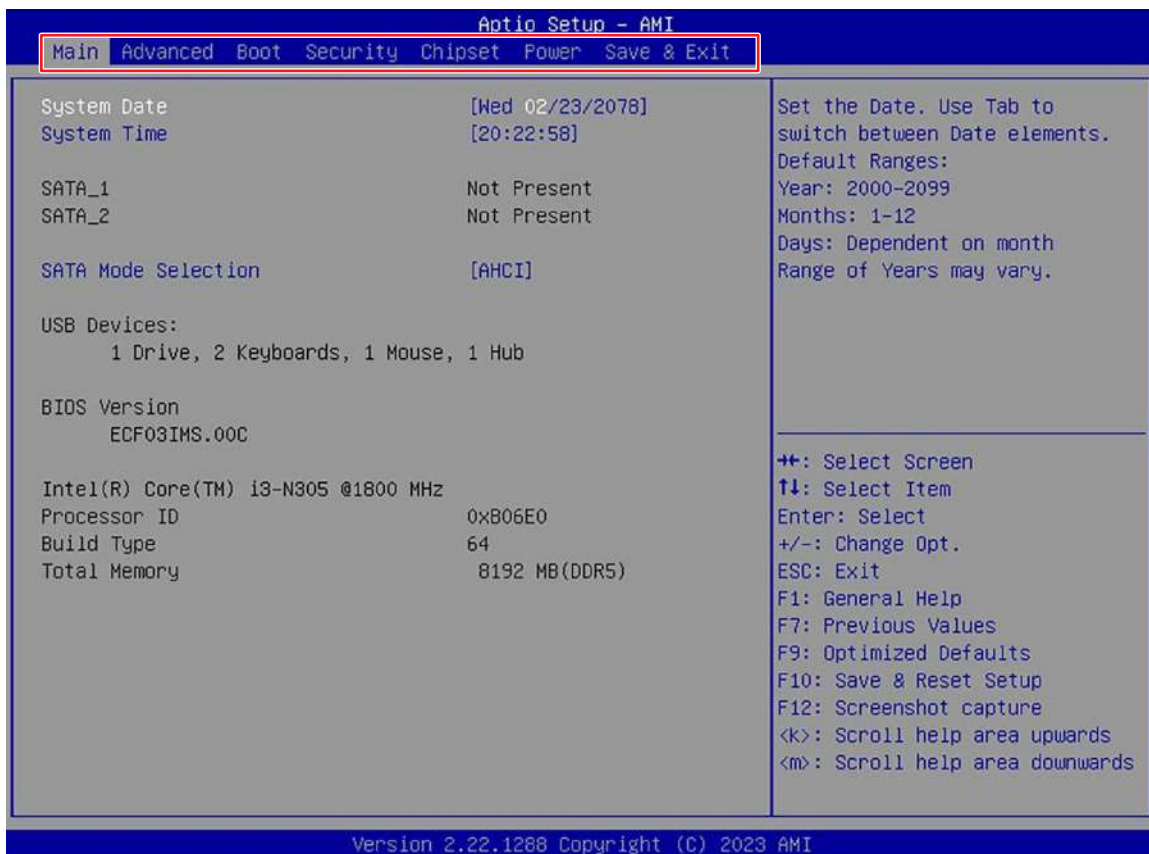 Aptio Setup - AMI
Main Advanced Boot Security Chipset Power Save & Exit
System Date [Wed 02/23/2078]
System Time [20:22:58]
SATA_1 Not Present
SATA_2 Not Present
SATA Mode Selection [AHCI]
USB Devices:
1 Drive, 2 Keyboards, 1 Mouse, 1 Hub
BIOS Version
ECF03IMS.00C
Intel(R) Core(TM) i3-N305 @1800 MHz
Processor ID 0xB06E0
Build Type 64
Total Memory 8192 MB(DDR5)
Set the Date. Use Tab to
switch between Date elements.
Default Ranges:
Year: 2000-2099
Months: 1-12
Days: Dependent on month
Range of Years may vary.
→←: Select Screen
↑↓: Select Item
Enter: Select
+/-: Change Opt.
ESC: Exit
F1: General Help
F7: Previous Values
F9: Optimized Defaults
F10: Save & Reset Setup
F12: Screenshot capture
<k>: Scroll help area upwards
<m>: Scroll help area downwards
Version 2.22.1288 Copyright (C) 2023 AMI